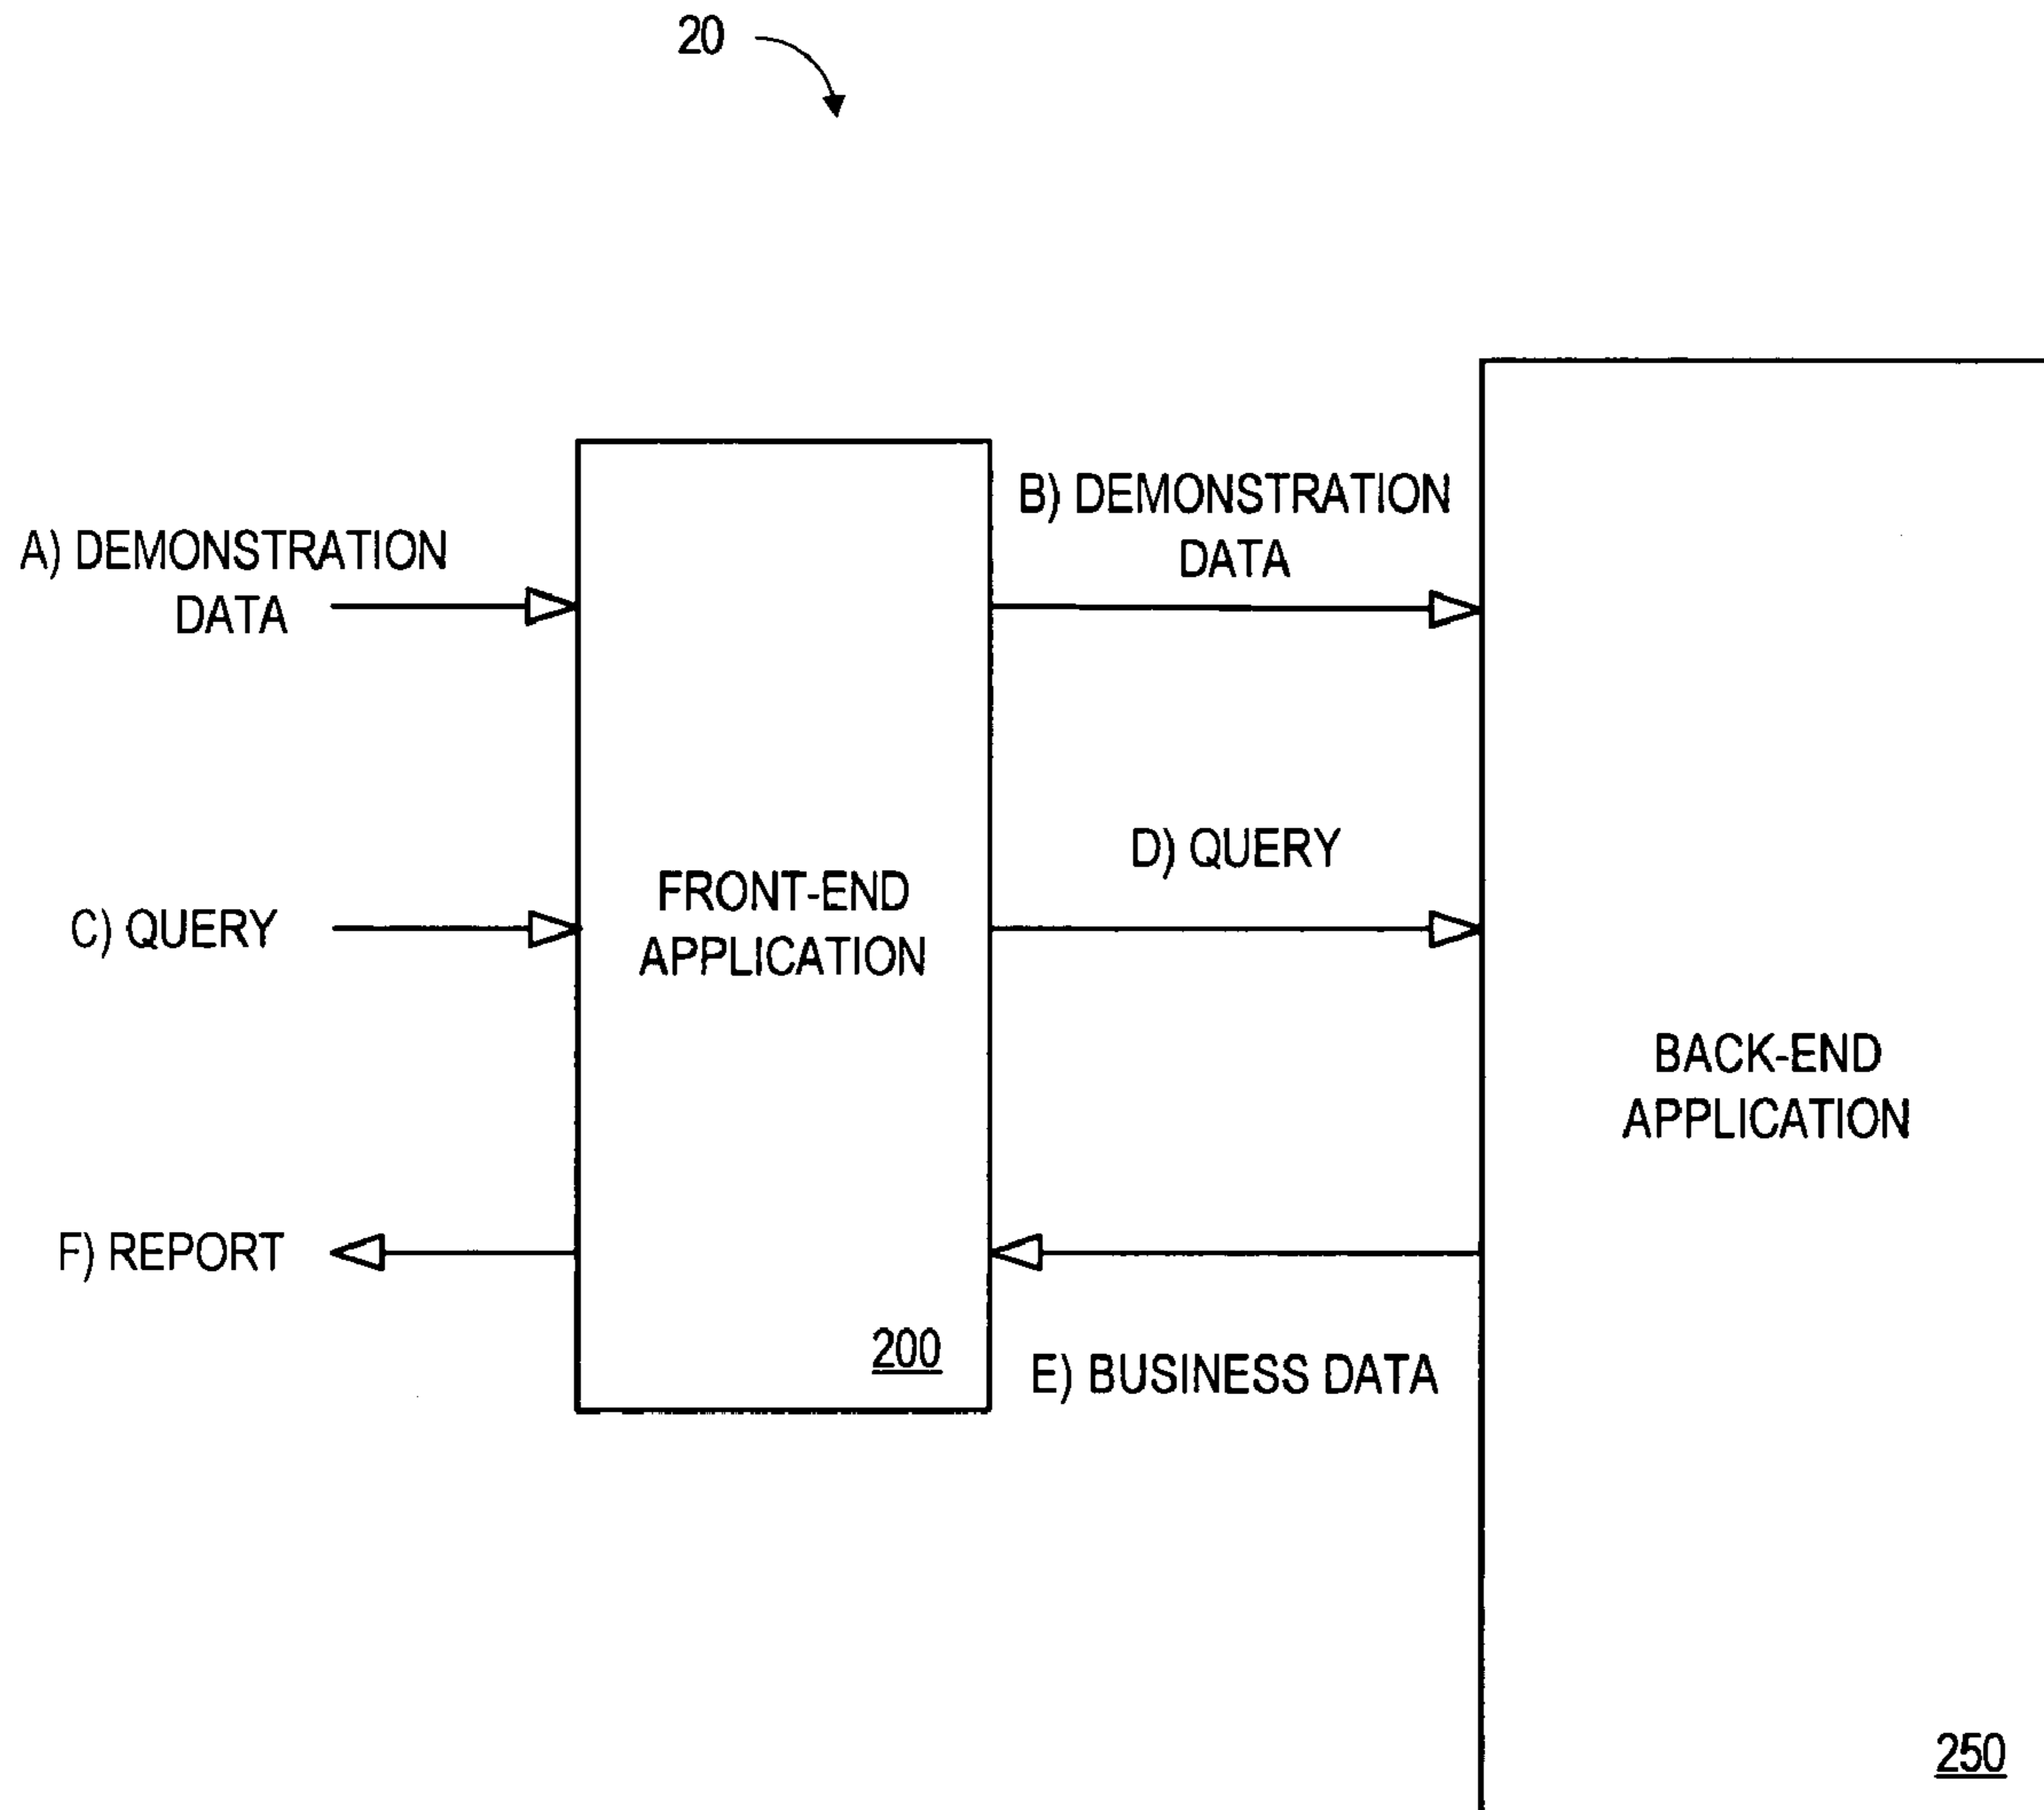 20
A) DEMONSTRATION
DATA
B) DEMONSTRATION
DATA
C) QUERY
FRONT-END
APPLICATION
D) QUERY
BACK-END
APPLICATION
F) REPORT
200
E) BUSINESS DATA
250